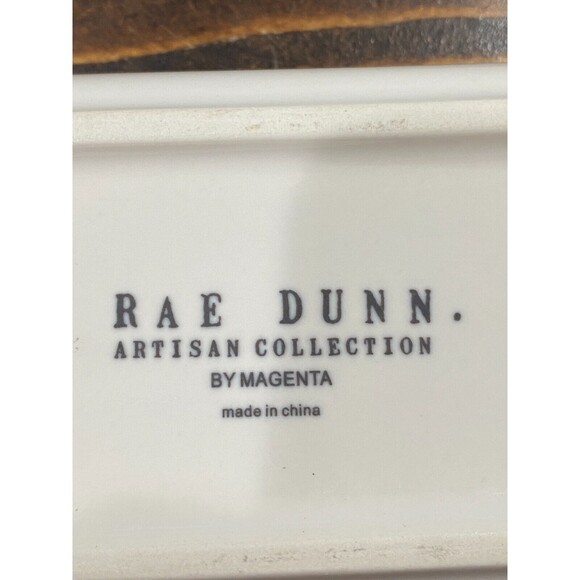 RAE DUNN.
ARTISAN COLLECTION
BY MAGENTA
made in china